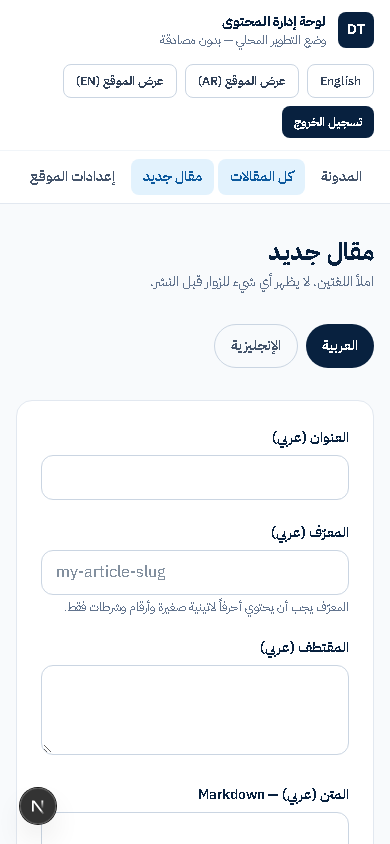 DT
لوحة إدارة المحتوى
وضع التطوير المحلي — بدون مصادقة
English
عرض الموقع (AR)
عرض الموقع (EN)
تسجيل الخروج
المدونة
كل المقالات
مقال جديد
إعدادات الموقع
مقال جديد
املأ اللغتين. لا يظهر أي شيء للزوار قبل النشر.
العربية
الإنجليزية
العنوان (عربي)
المعرّف (عربي)
my-article-slug
المعرّف يجب أن يحتوي أحرفاً لاتينية صغيرة وأرقام وشرطات فقط.
المقتطف (عربي)
المتن (عربي) — Markdown
N